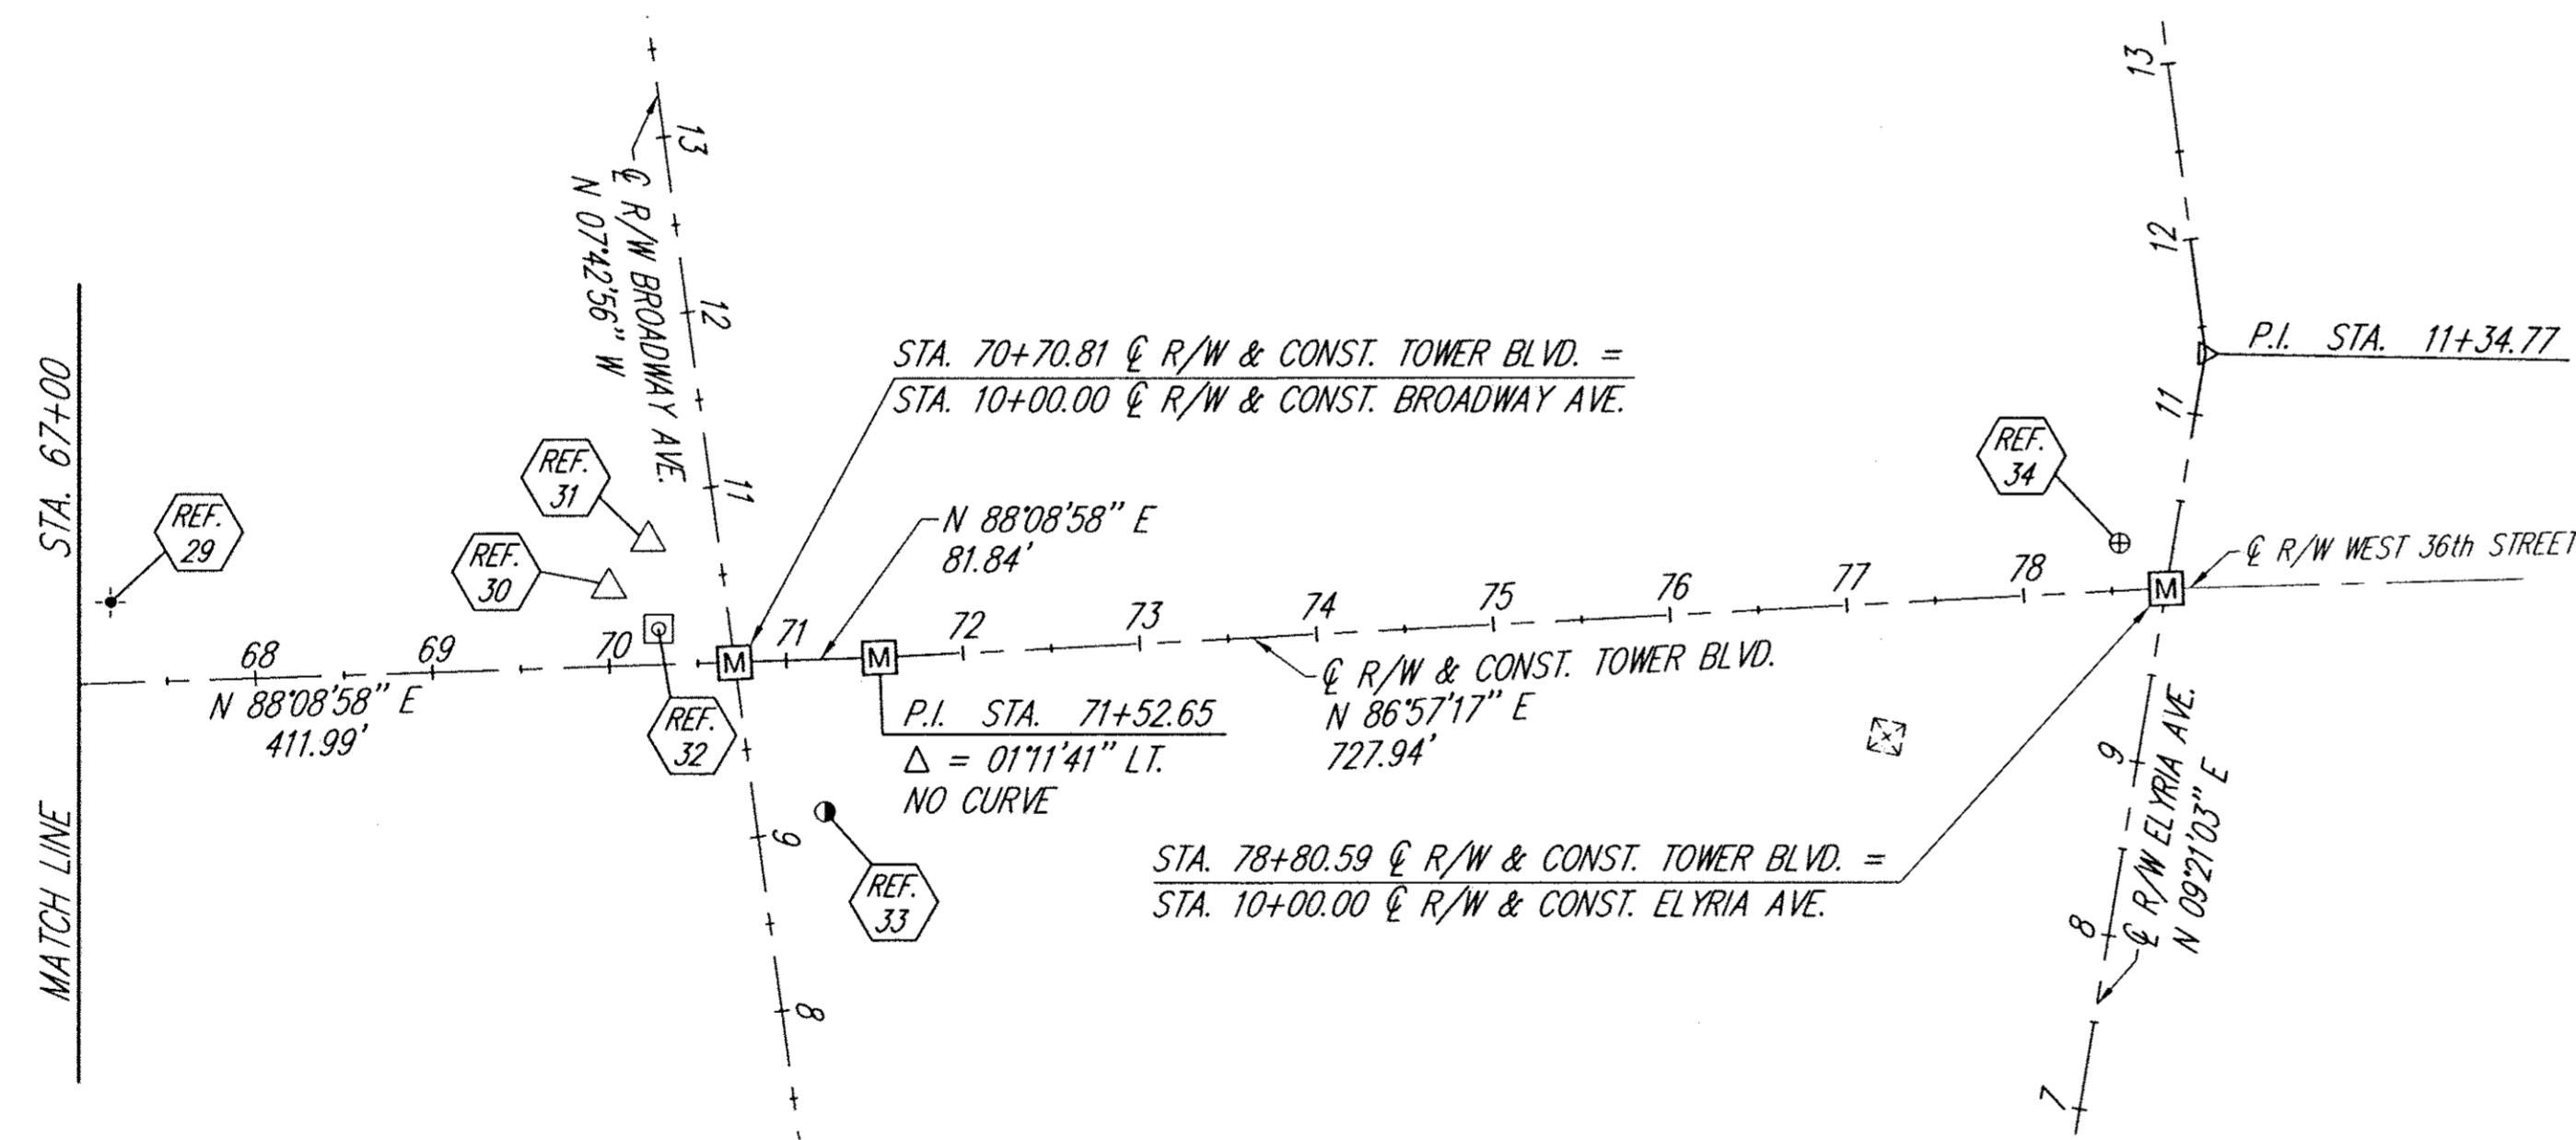 MATCH LINE STA. 67+00
REF.
29
REF.
30
REF.
31
REF.
32
REF.
33
REF.
34
68
69
70
71
72
73
74
75
76
77
78
N 88°08'58" E
411.99'
13
12
11
9
8
℄ R/W BROADWAY AVE.
N 07°42'56" W
STA. 70+70.81 ℄ R/W & CONST. TOWER BLVD. =
STA. 10+00.00 ℄ R/W & CONST. BROADWAY AVE.
N 88°08'58" E
81.84'
M
M
M
P.I. STA. 71+52.65
△ = 01°11'41" LT.
NO CURVE
℄ R/W & CONST. TOWER BLVD.
N 86°57'17" E
727.94'
STA. 78+80.59 ℄ R/W & CONST. TOWER BLVD. =
STA. 10+00.00 ℄ R/W & CONST. ELYRIA AVE.
13
12
11
9
8
7
P.I. STA. 11+34.77
℄ R/W WEST 36th STREET
℄ R/W ELYRIA AVE.
N 09°21'03" E